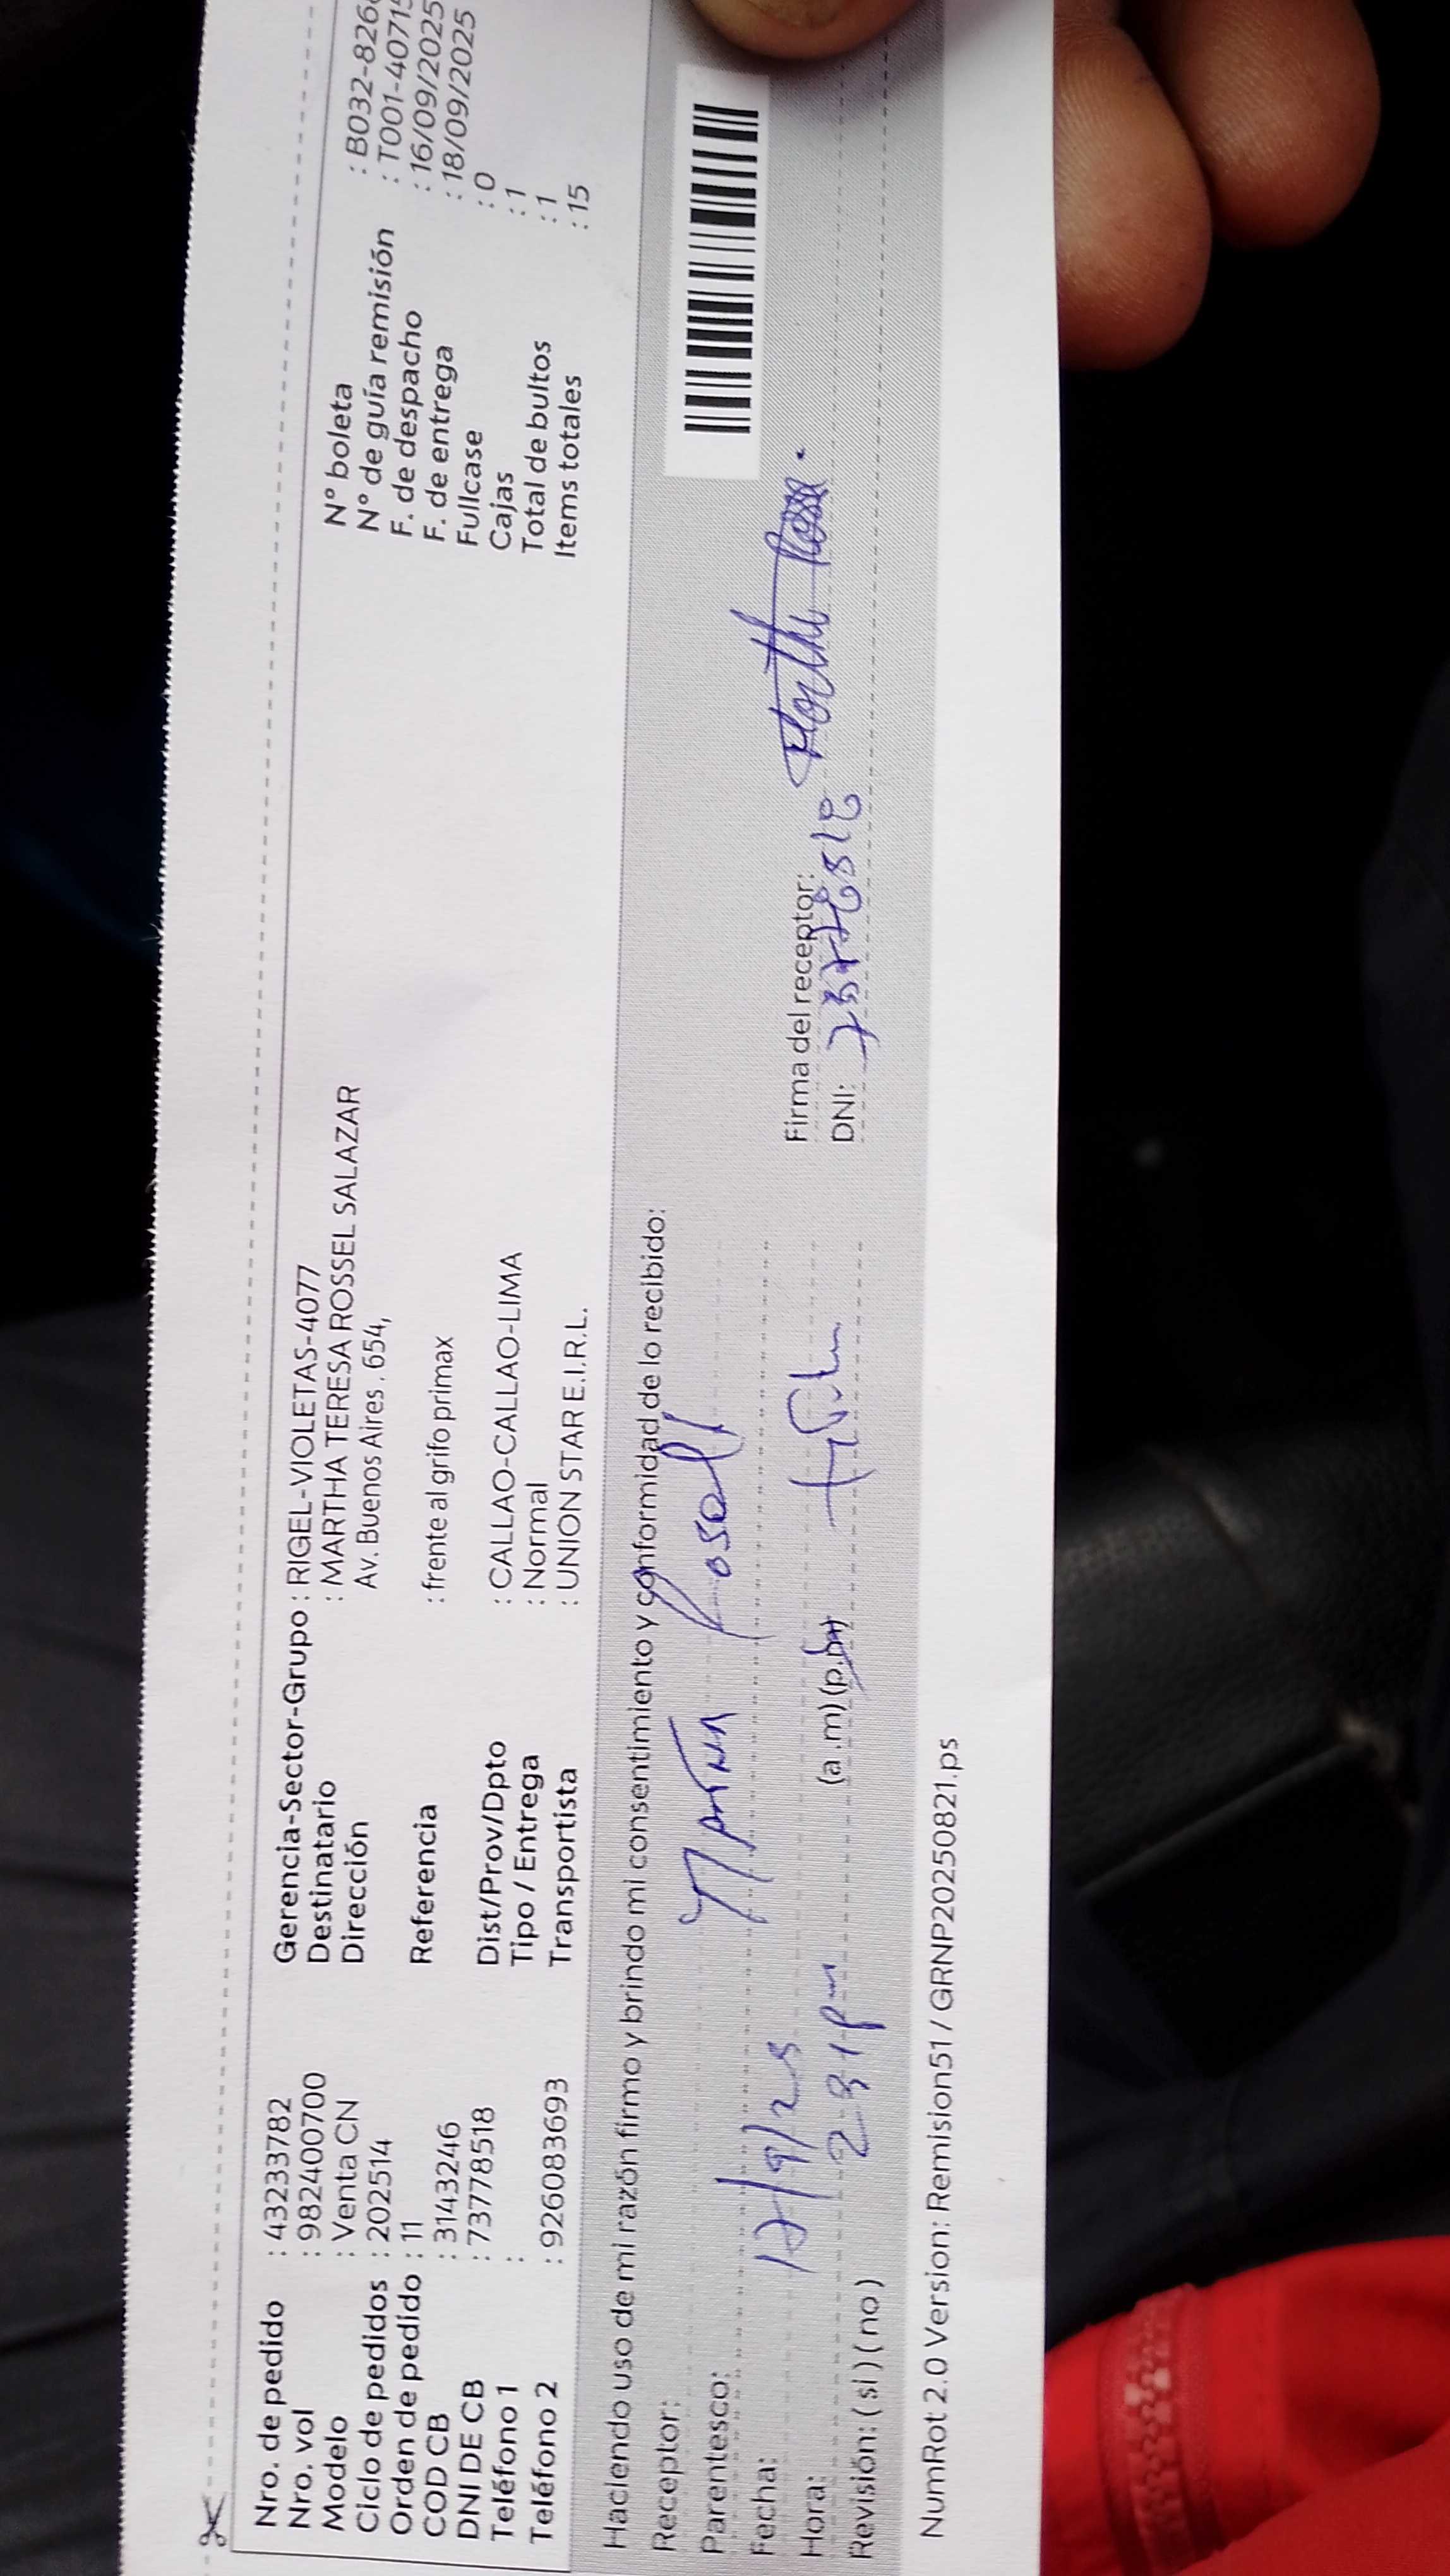 Nro. de pedido : 43233782
Nro. vol : 982400700
Modelo : Venta CN
Ciclo de pedidos : 202514
Orden de pedido : 11
COD CB : 3143246
DNI DE CB : 73778518
Teléfono 1 :
Teléfono 2 : 926083693
Gerencia-Sector-Grupo : RIGEL-VIOLETAS-4077
Destinatario : MARTHA TERESA ROSSEL SALAZAR
Dirección Av. Buenos Aires . 654,
Referencia : frente al grifo primax
Dist/Prov/Dpto : CALLAO-CALLAO-LIMA
Tipo / Entrega : Normal
Transportista : UNION STAR E.I.R.L.
N° boleta : B032-826
N° de guía remisión : T001-40715
F. de despacho : 16/09/2025
F. de entrega : 18/09/2025
Fullcase : 0
Cajas : 1
Total de bultos : 1
Items totales : 15
Haciendo uso de mi razón firmo y brindo mi consentimiento y conformidad de lo recibido:
Receptor:
Parentesco:
Fecha: 17/9/25
Hora: 2 31 pm (a .m) (p.m)
Revisión: ( si ) ( no )
Firma del receptor:
DNI: 73778518
NumRot 2.0 Version: Remision51 / GRNP20250821.ps